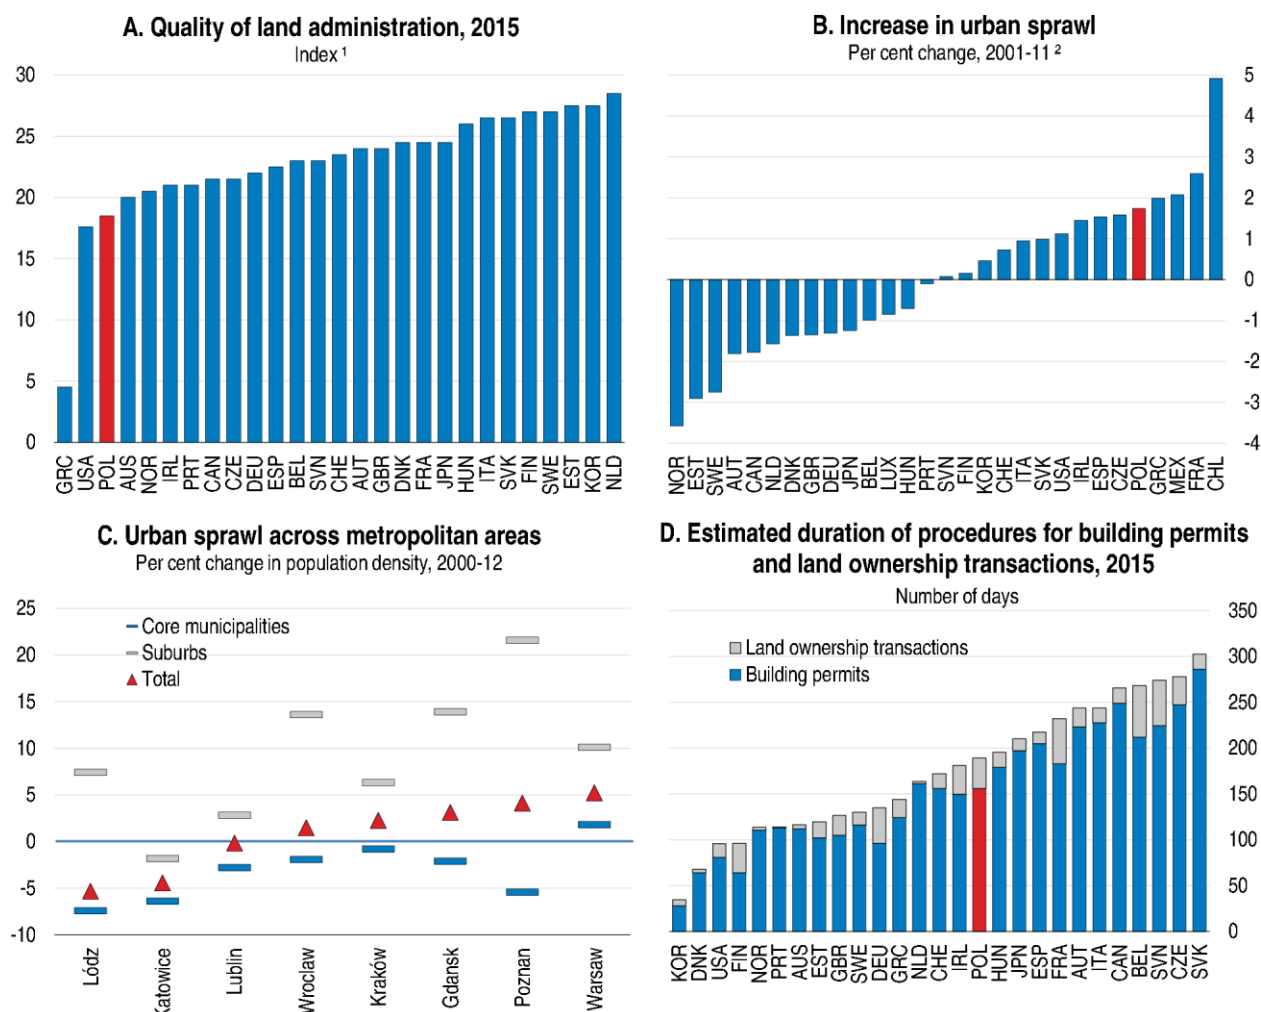 A. Quality of land administration, 2015
Index ¹
30
25
20
15
10
5
0
GRC USA POL AUS NOR IRL PRT CAN CZE DEU ESP BEL SVN CHE AUT GBR DNK FRA JPN HUN ITA SVK FIN SWE EST KOR NLD
B. Increase in urban sprawl
Per cent change, 2001-11 ²
5
4
3
2
1
0
-1
-2
-3
-4
NOR EST SWE AUT CAN NLD DNK GBR DEU JPN BEL LUX HUN PRT SVN FIN KOR CHE ITA SVK USA IRL ESP CZE POL GRC MEX FRA CHL
C. Urban sprawl across metropolitan areas
Per cent change in population density, 2000-12
25
20
15
10
5
0
-5
-10
Core municipalities
Suburbs
Total
Lódz Katowice Lublin Wroclaw Kraków Gdansk Poznan Warsaw
D. Estimated duration of procedures for building permits
and land ownership transactions, 2015
Number of days
350
300
250
200
150
100
50
0
Land ownership transactions
Building permits
KOR DNK USA FIN NOR PRT AUS EST GBR SWE DEU GRC NLD CHE IRL POL HUN JPN ESP FRA AUT ITA CAN BEL SVN CZE SVK